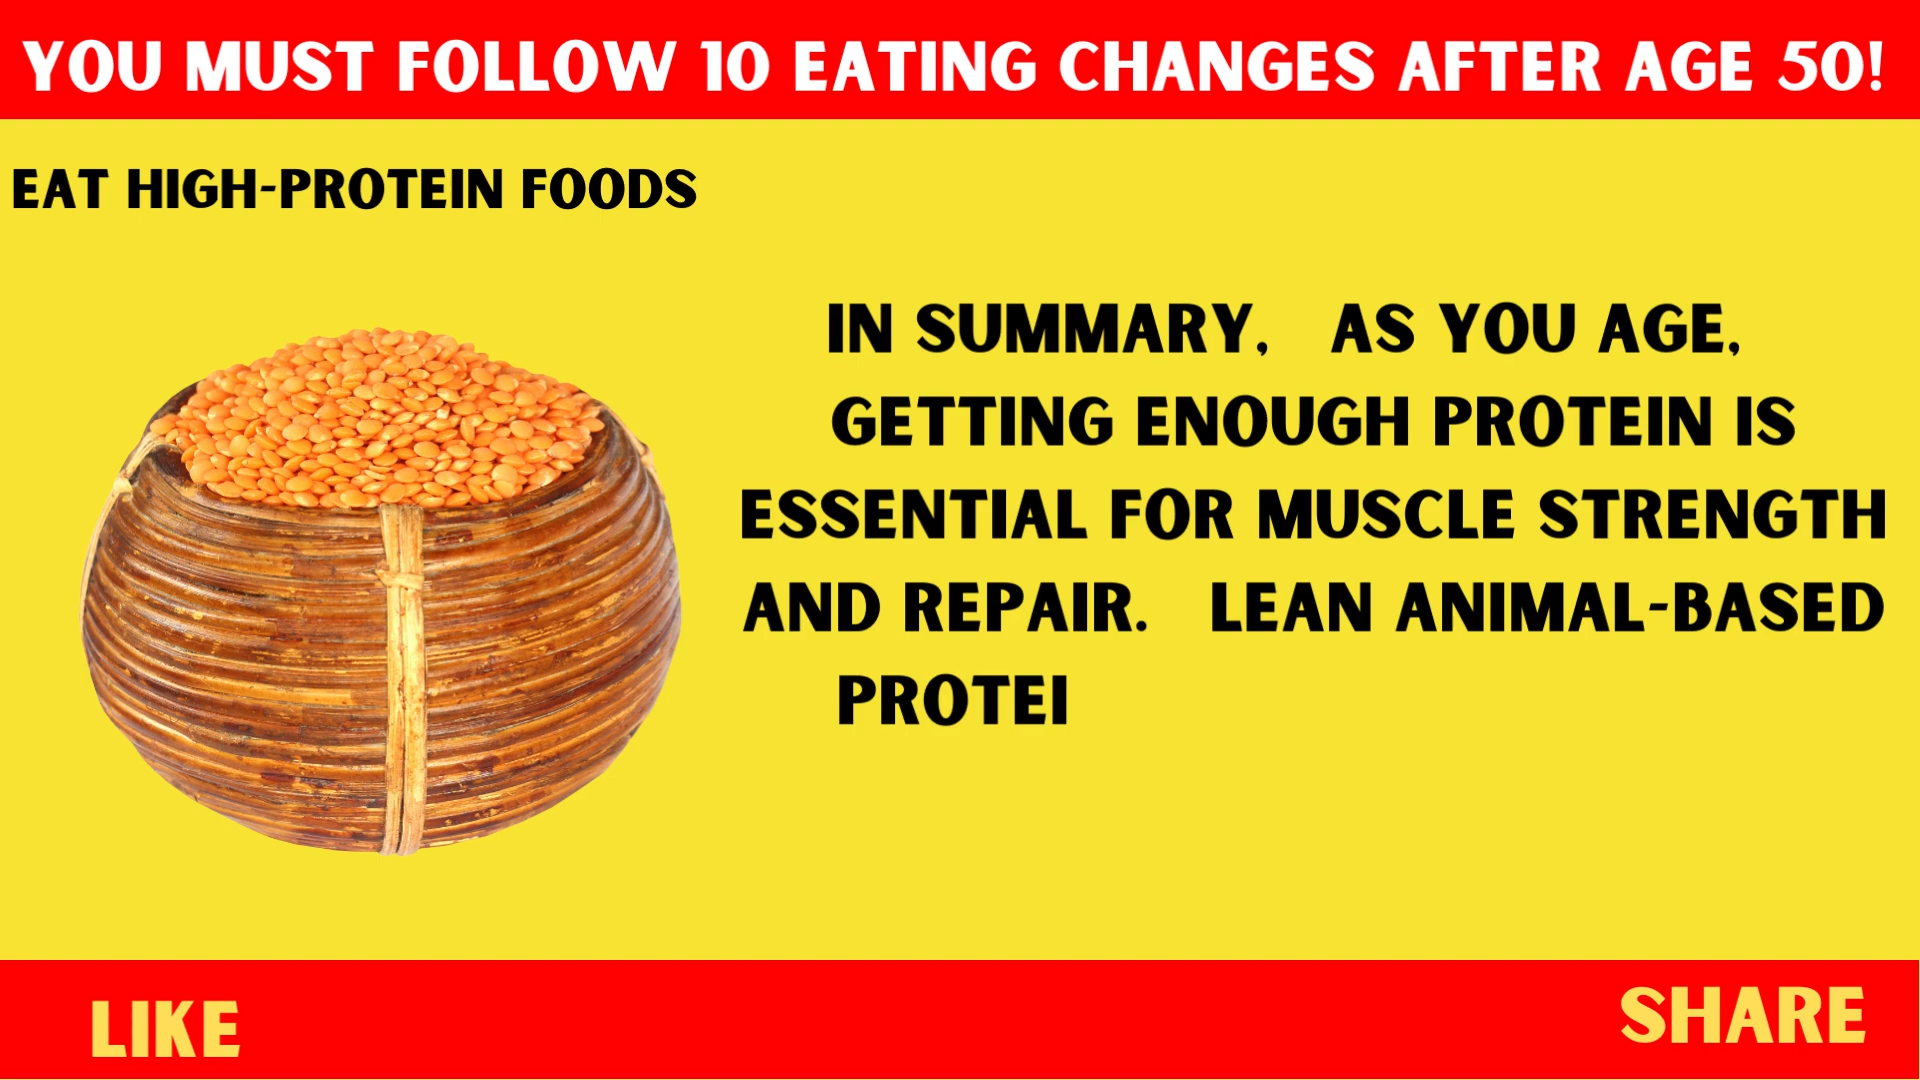 YOU MUST FOLLOW 10 EATING CHANGES AFTER AGE 50!
EAT HIGH-PROTEIN FOODS
IN SUMMARY, AS YOU AGE,
GETTING ENOUGH PROTEIN IS
ESSENTIAL FOR MUSCLE STRENGTH
AND REPAIR. LEAN ANIMAL-BASED
PROTEI
LIKE
SHARE